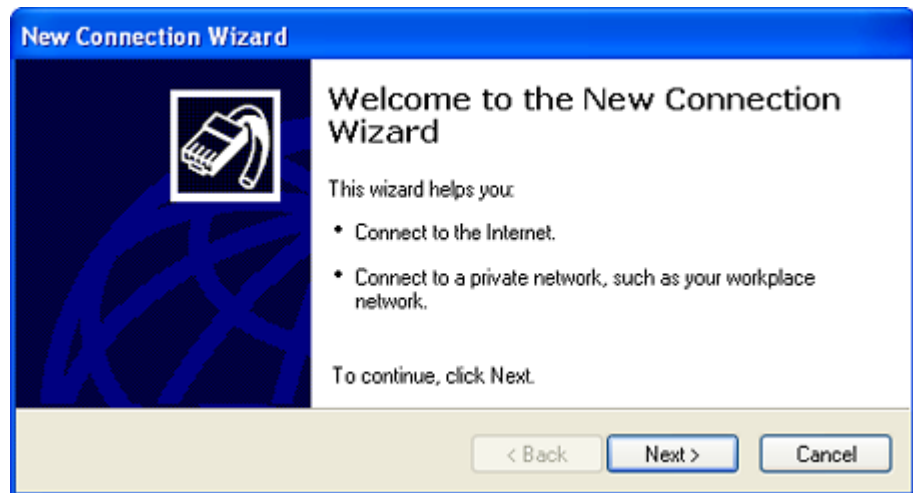 New Connection Wizard
Welcome to the New Connection
Wizard
This wizard helps you:
• Connect to the Internet.
• Connect to a private network, such as your workplace
network.
To continue, click Next.
< Back Next > Cancel